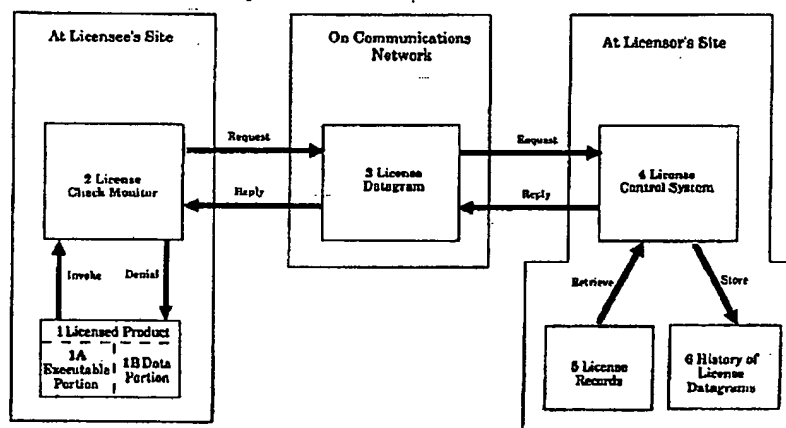 At Licensee's Site
On Communications
Network
At Licensor's Site
2 License
Check Monitor
Request
Reply
3 License
Datagram
Request
Reply
4 License
Control System
Invoke
Denial
1 Licensed Product
1A
Executable
Portion
1B Data
Portion
Retrieve
Store
5 License
Records
6 History of
License
Datagrams